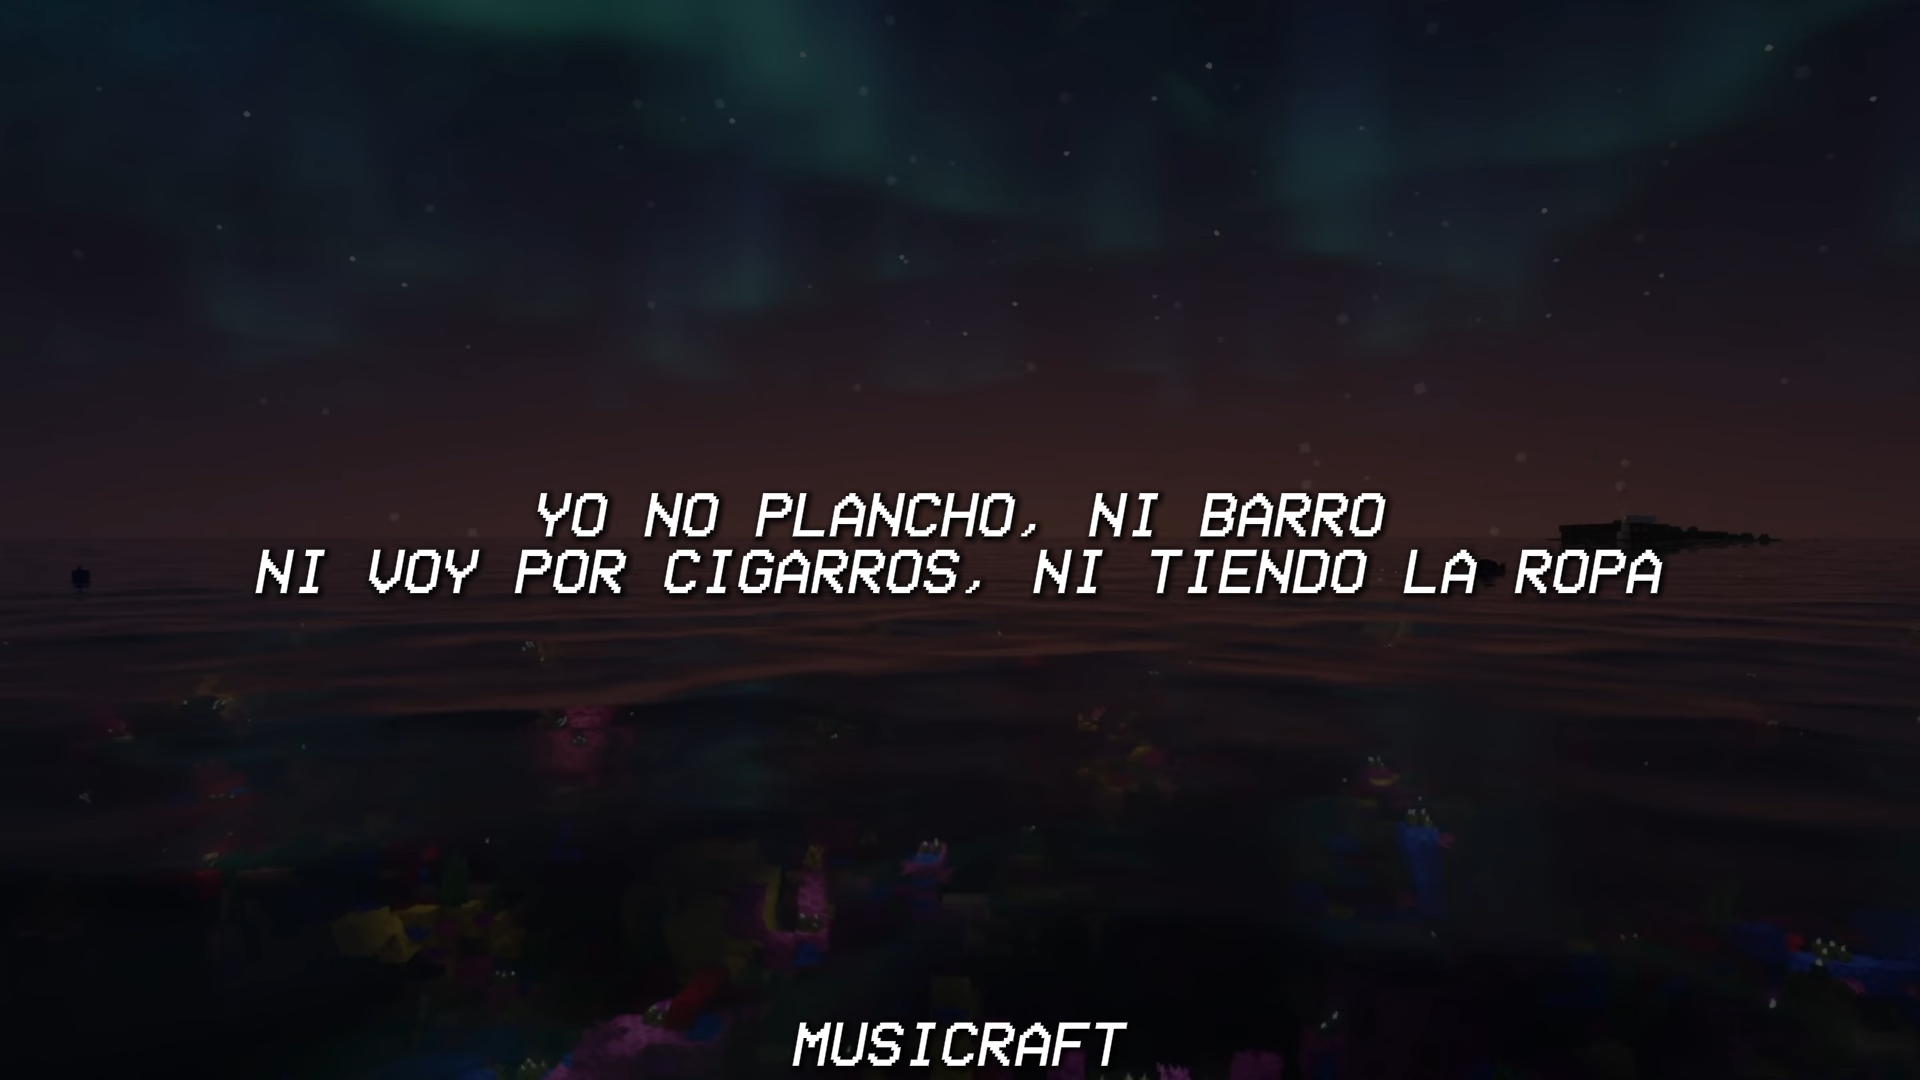 YO NO PLANCHO, NI BARRO
NI VOY POR CIGARROS, NI TIENDO LA ROPA
MUSICRAFT